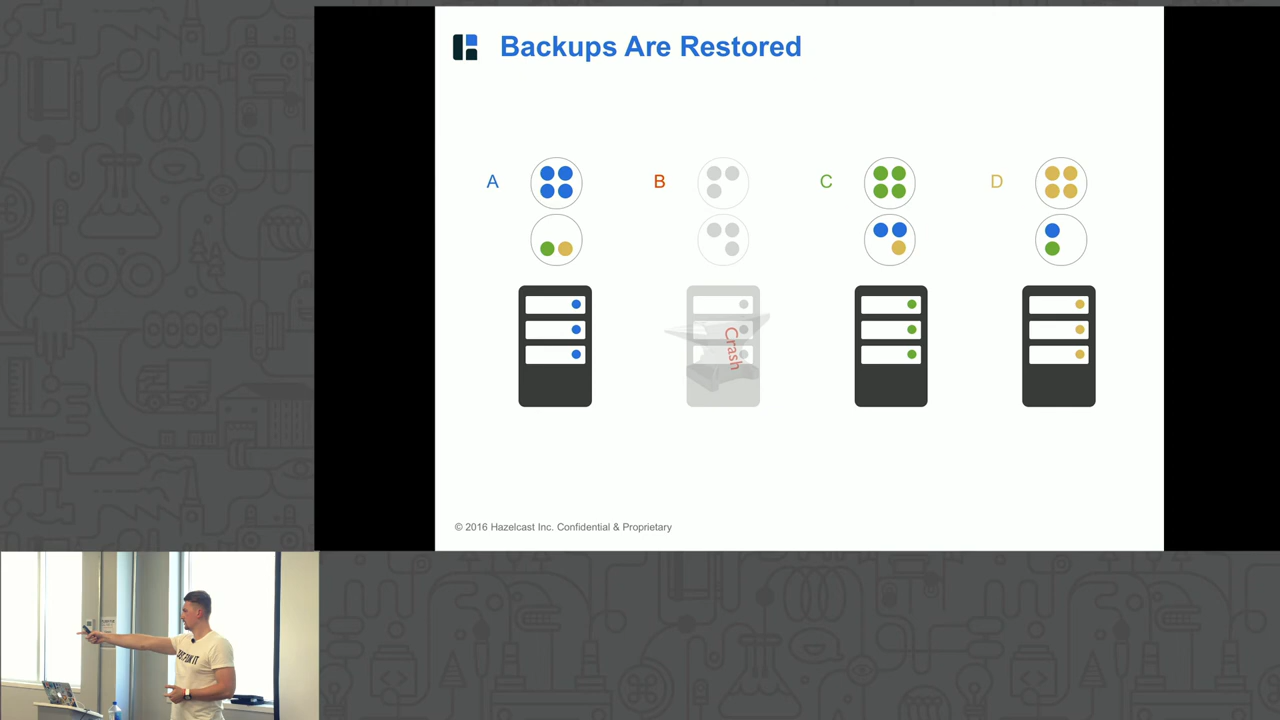 Backups Are Restored
A
B
C
D
Crash
© 2016 Hazelcast Inc. Confidential & Proprietary